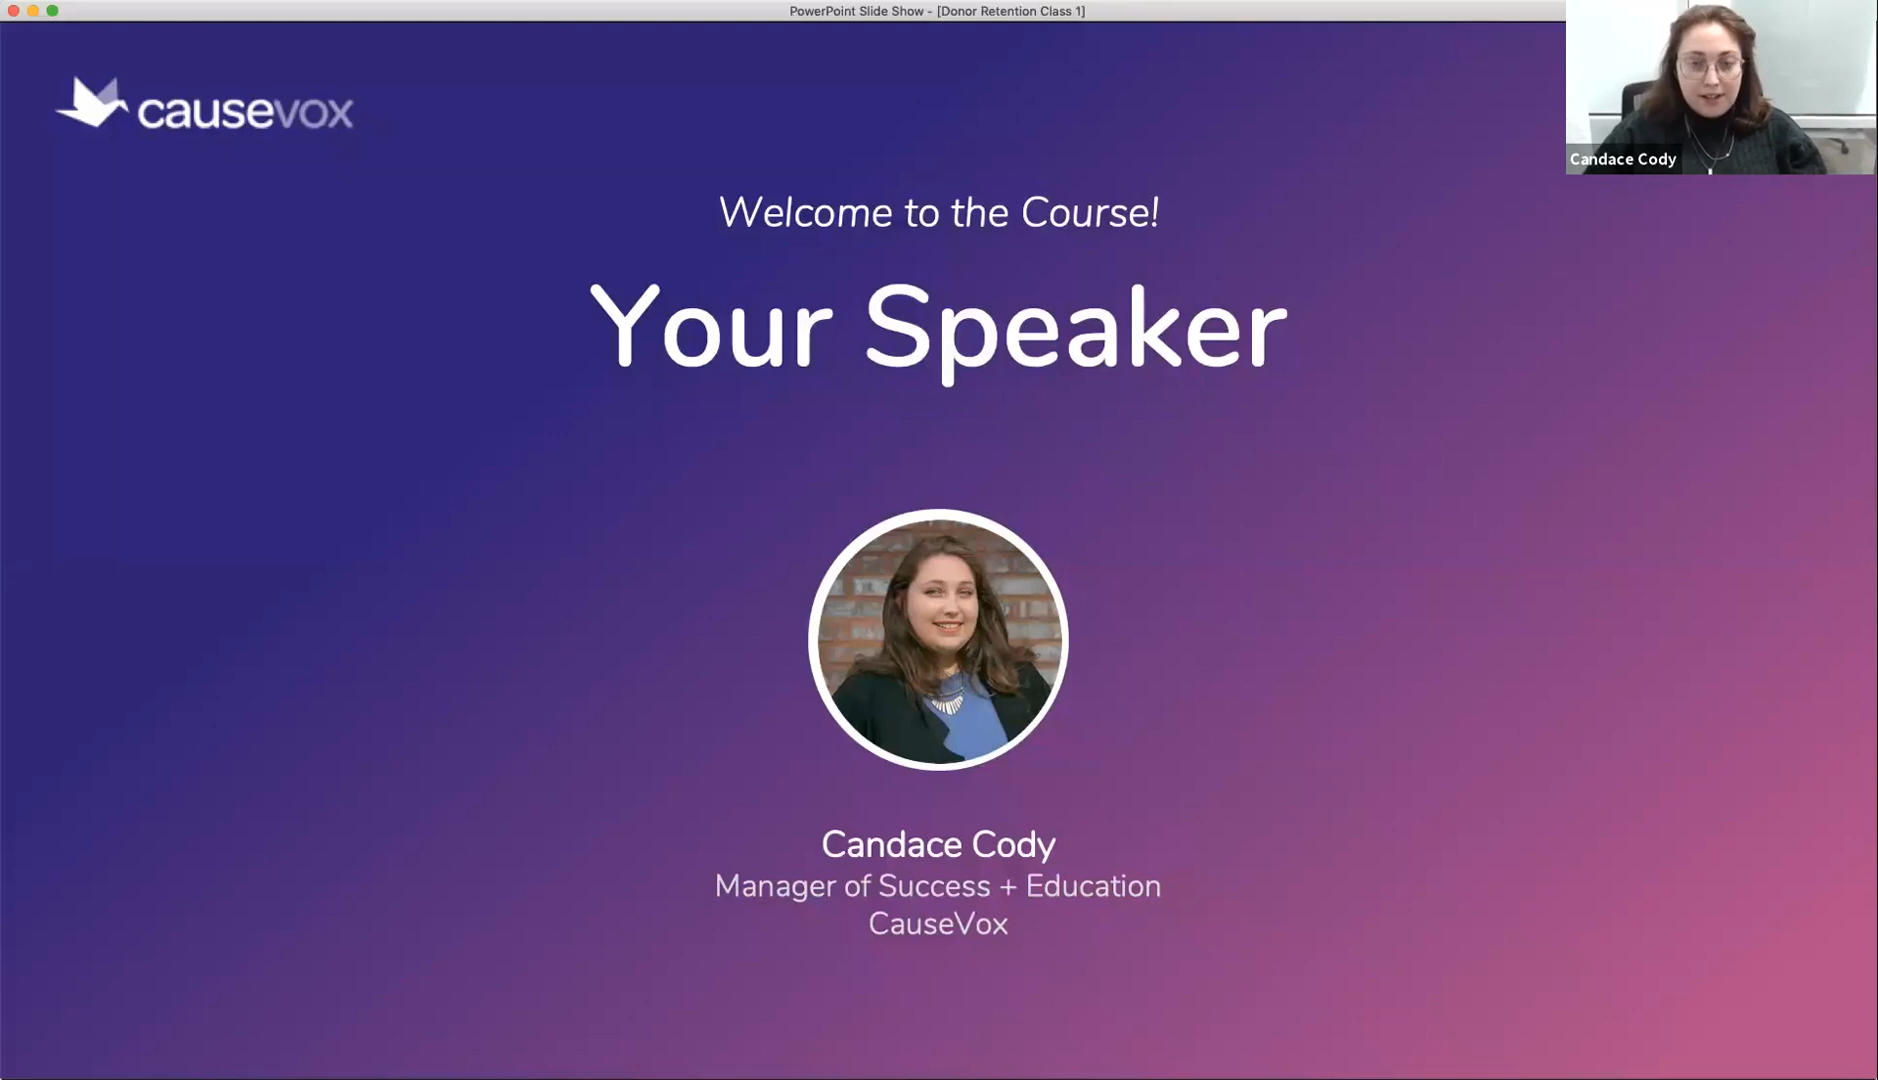 PowerPoint Slide Show - [Donor Retention Class 1]
causevox
Candace Cody
Welcome to the Course!
Your Speaker
Candace Cody
Manager of Success + Education
CauseVox